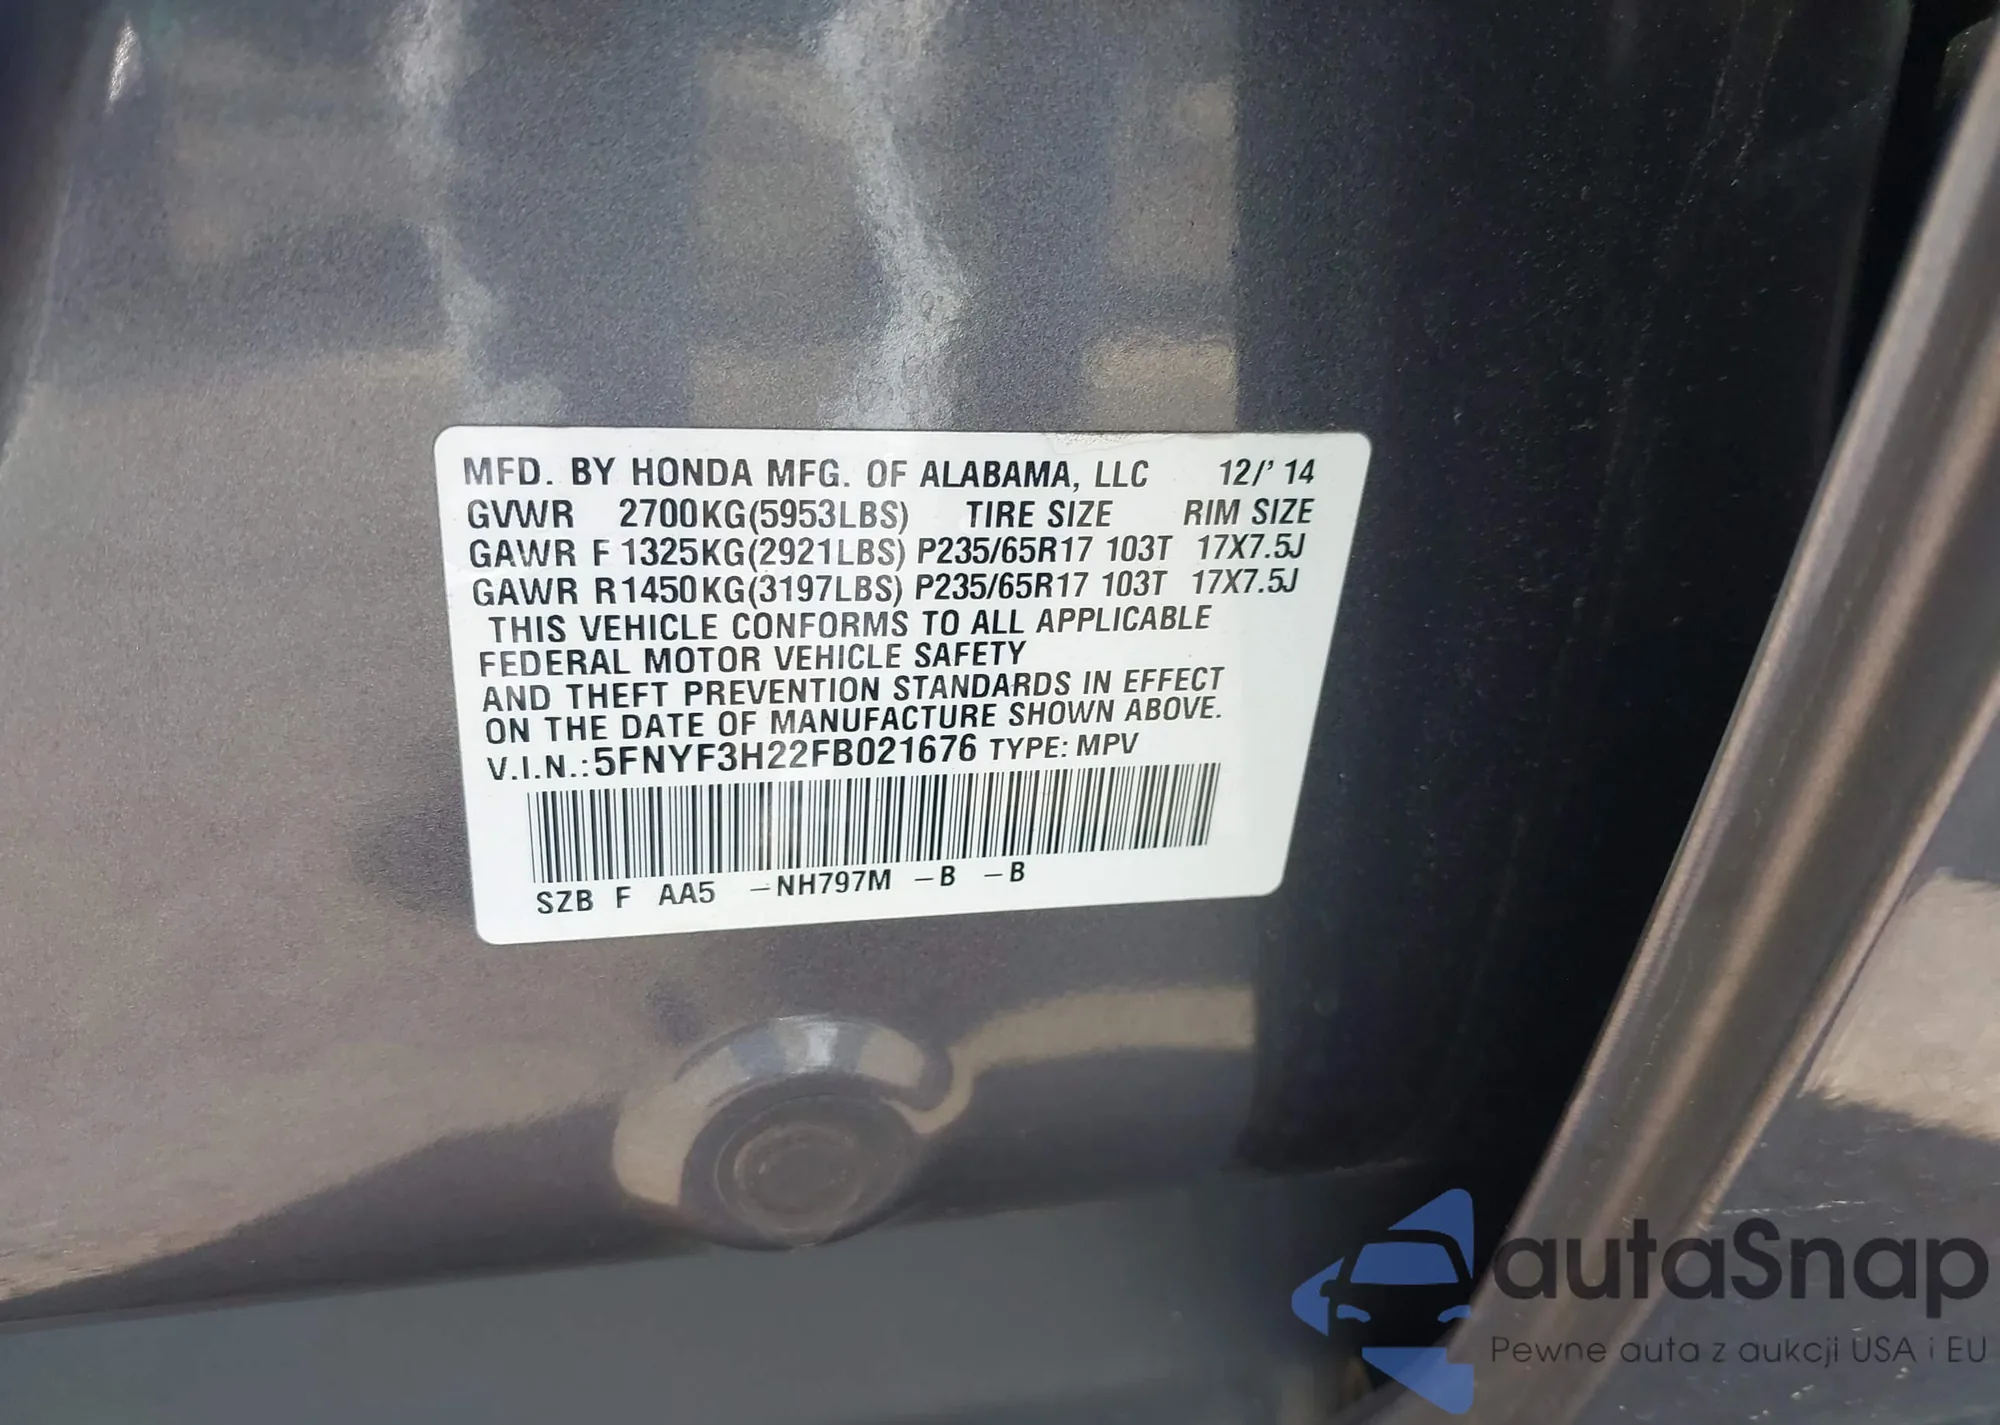 MFD. BY HONDA MFG. OF ALABAMA, LLC 12/' 14
GVWR 2700KG(5953LBS) TIRE SIZE RIM SIZE
GAWR F 1325KG(2921LBS) P235/65R17 103T 17X7.5J
GAWR R1450KG(3197LBS) P235/65R17 103T 17X7.5J
THIS VEHICLE CONFORMS TO ALL APPLICABLE
FEDERAL MOTOR VEHICLE SAFETY
AND THEFT PREVENTION STANDARDS IN EFFECT
ON THE DATE OF MANUFACTURE SHOWN ABOVE.
V.I.N.:5FNYF3H22FB021676 TYPE: MPV
SZB F AA5 –NH797M –B –B
autaSnap
Pewne auta z aukcji USA i EU